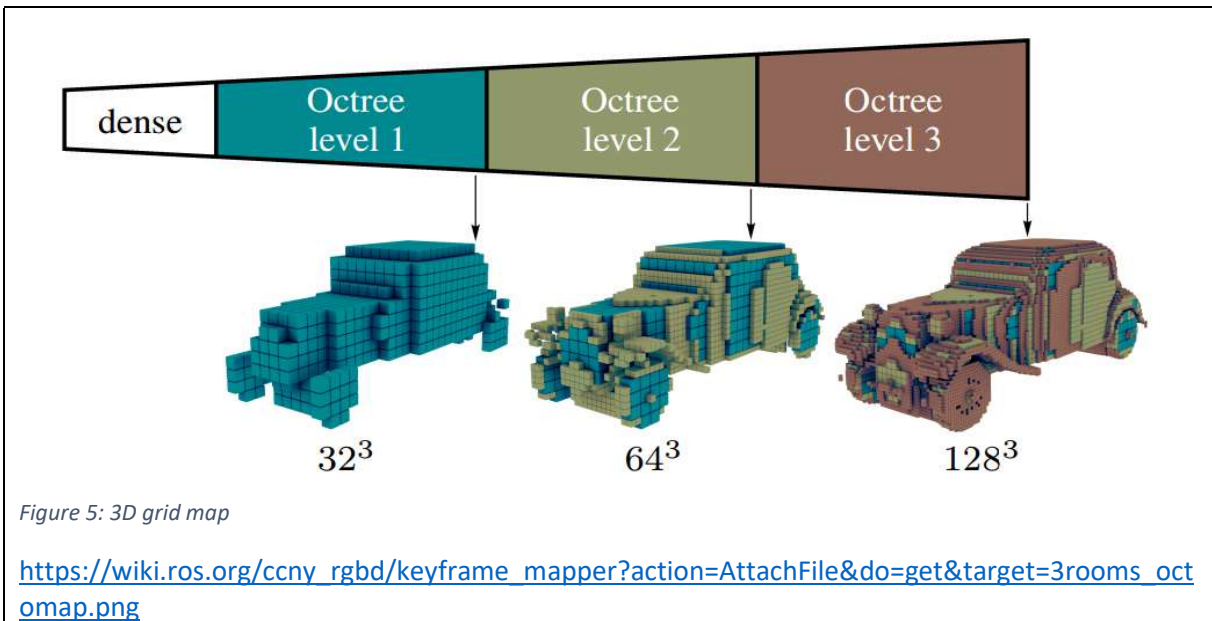 dense
Octree
level 1
Octree
level 2
Octree
level 3
32³
64³
128³
Figure 5: 3D grid map
https://wiki.ros.org/ccny_rgbd/keyframe_mapper?action=AttachFile&do=get&target=3rooms_oct
omap.png